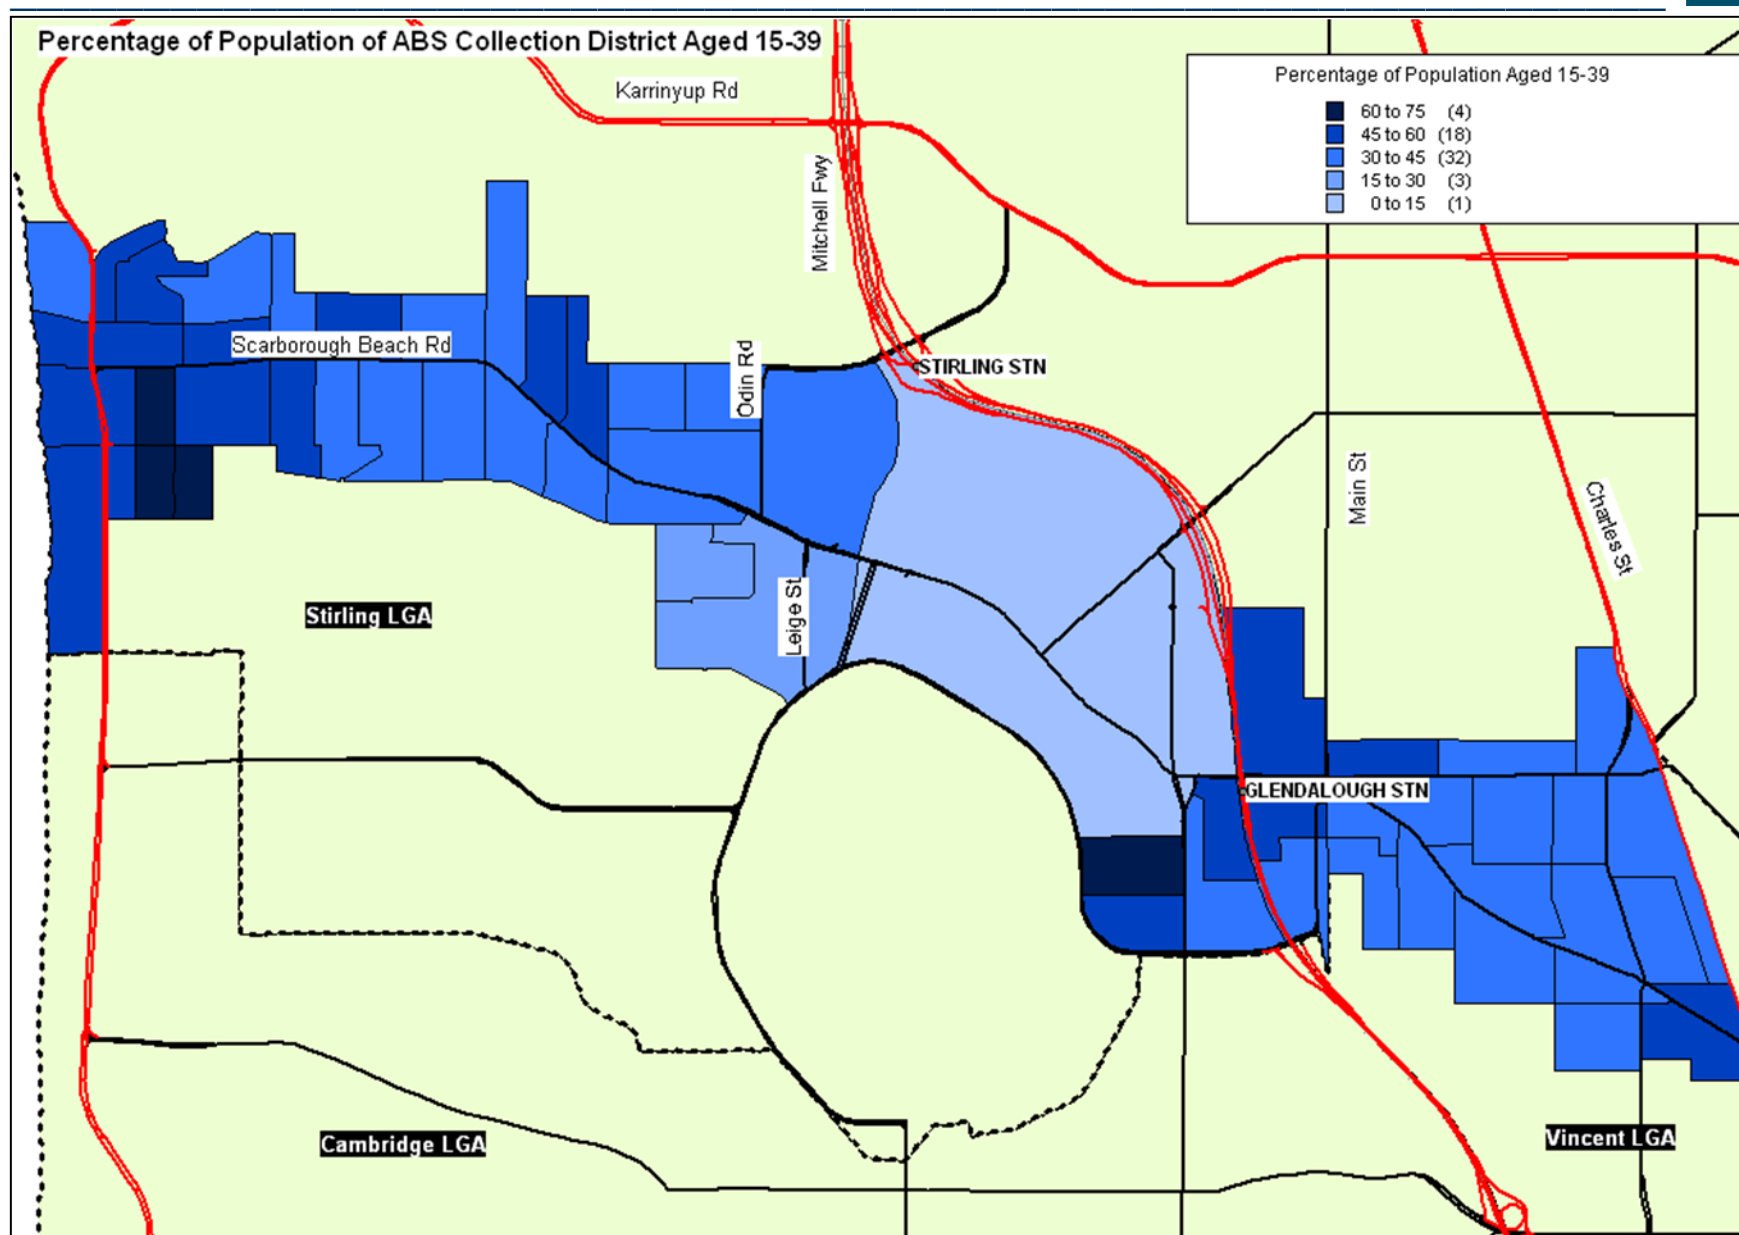 Percentage of Population of ABS Collection District Aged 15-39
Karrinyup Rd
Percentage of Population Aged 15-39
60 to 75 (4)
45 to 60 (18)
30 to 45 (32)
15 to 30 (3)
0 to 15 (1)
Mitchell Fwy
Scarborough Beach Rd
Odin Rd
STIRLING STN
Main St
Charles St
Leige St
Stirling LGA
GLENDALOUGH STN
Cambridge LGA
Vincent LGA